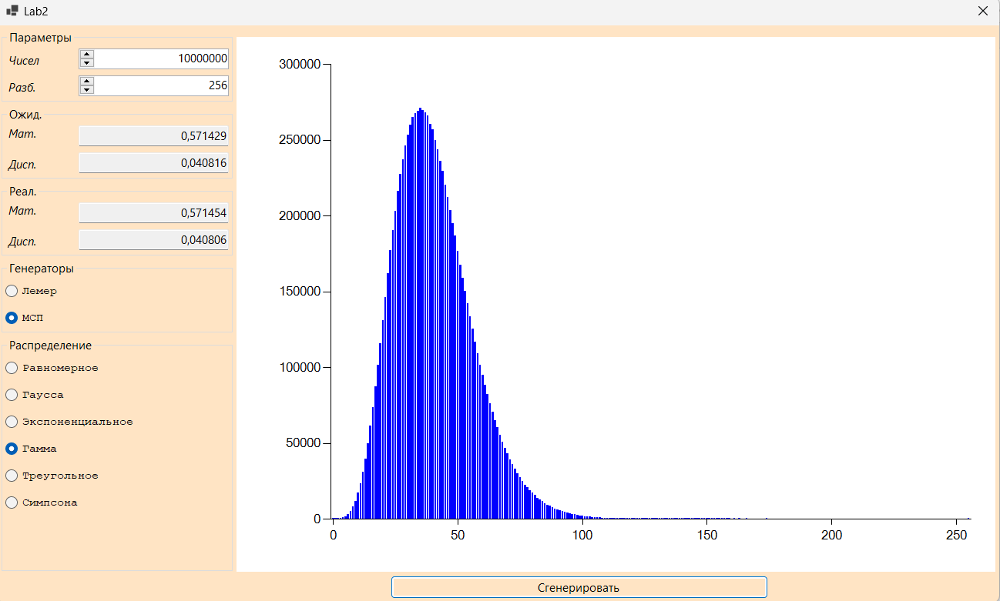 Lab2
Параметры
Чисел 10000000
Разб. 256
Ожид.
Мат. 0,571429
Дисп. 0,040816
Реал.
Мат. 0,571454
Дисп. 0,040806
Генераторы
Лемер
МСП
Распределение
Равномерное
Гаусса
Экспоненциальное
Гамма
Треугольное
Симпсона
300000
250000
200000
150000
100000
50000
0
0 50 100 150 200 250
Сгенерировать